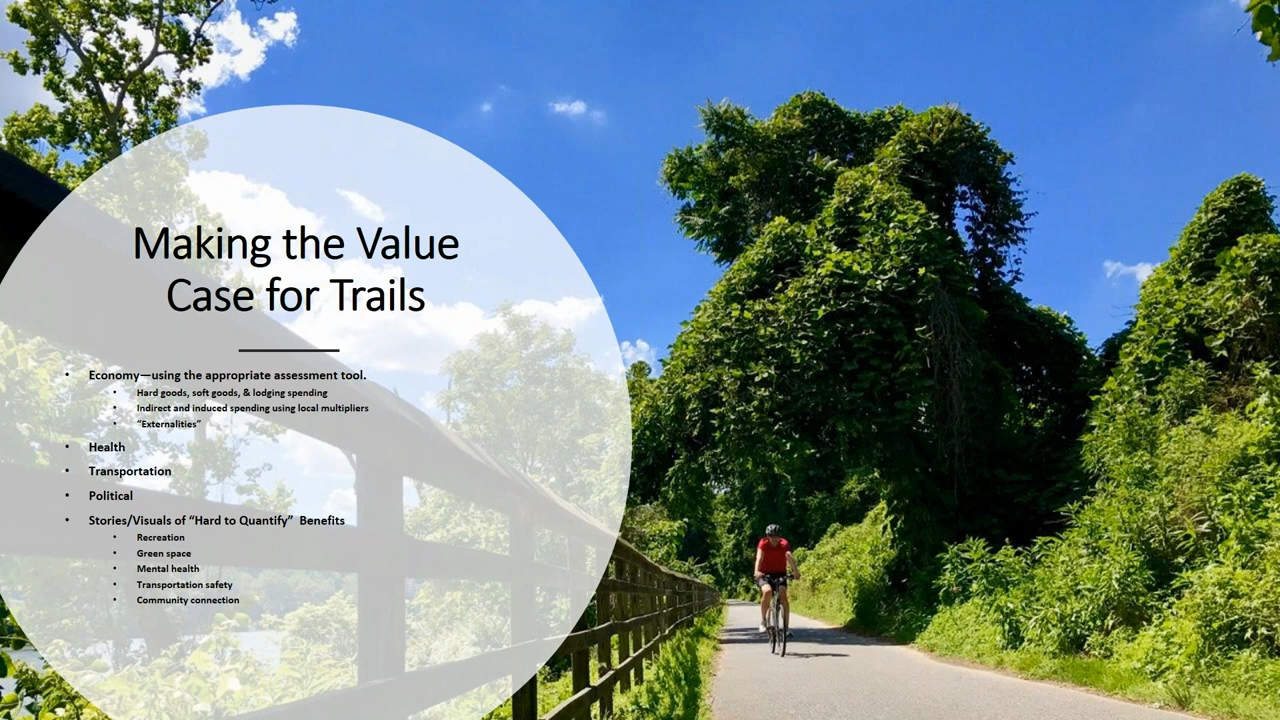 Making the Value
Case for Trails
• Economy—using the appropriate assessment tool.
• Hard goods, soft goods, & lodging spending
• Indirect and induced spending using local multipliers
• “Externalities”
• Health
• Transportation
• Political
• Stories/Visuals of “Hard to Quantify” Benefits
• Recreation
• Green space
• Mental health
• Transportation safety
• Community connection